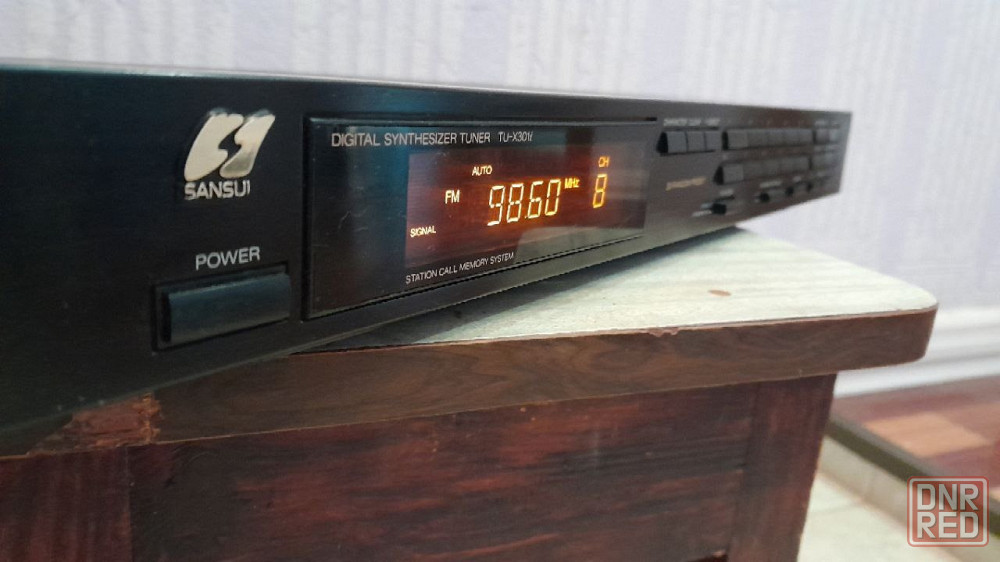 SANSUI
POWER
DIGITAL SYNTHESIZER TUNER TU-X301i
AUTO
CH
FM 98.60 MHz 8
SIGNAL
STATION CALL MEMORY SYSTEM
DNR
RED